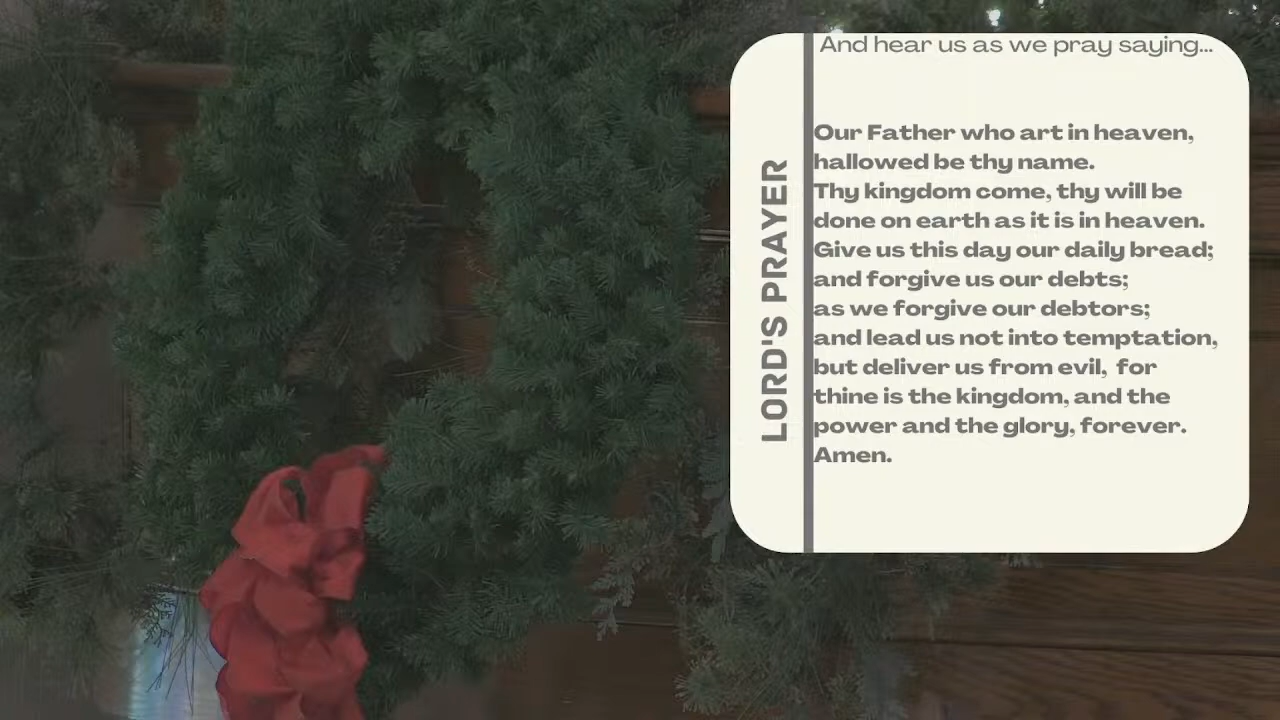 And hear us as we pray saying...
LORD'S PRAYER
Our Father who art in heaven,
hallowed be thy name.
Thy kingdom come, thy will be
done on earth as it is in heaven.
Give us this day our daily bread;
and forgive us our debts;
as we forgive our debtors;
and lead us not into temptation,
but deliver us from evil,  for
thine is the kingdom, and the
power and the glory, forever.
Amen.